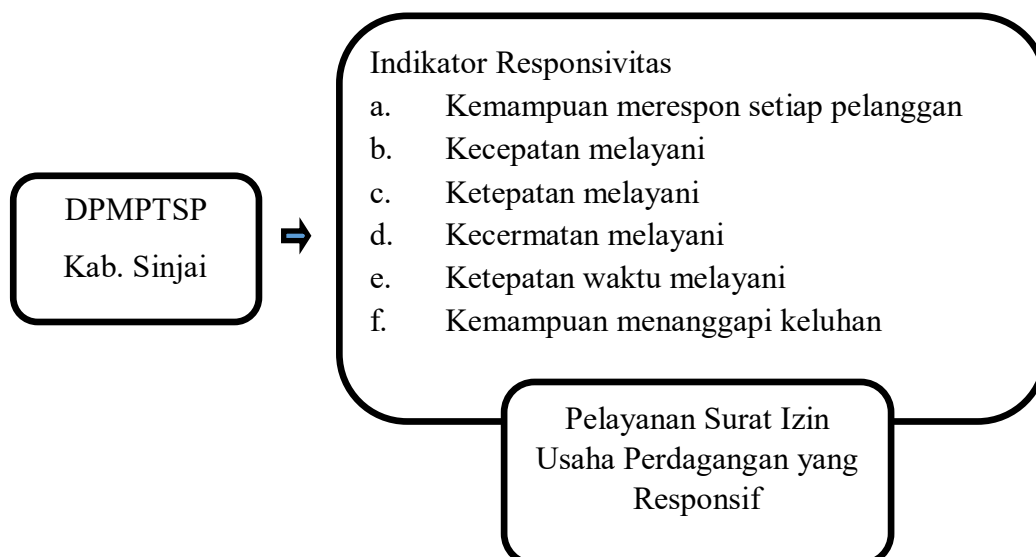 DPMPTSP
Kab. Sinjai
Indikator Responsivitas
a. Kemampuan merespon setiap pelanggan
b. Kecepatan melayani
c. Ketepatan melayani
d. Kecermatan melayani
e. Ketepatan waktu melayani
f. Kemampuan menanggapi keluhan
Pelayanan Surat Izin
Usaha Perdagangan yang
Responsif